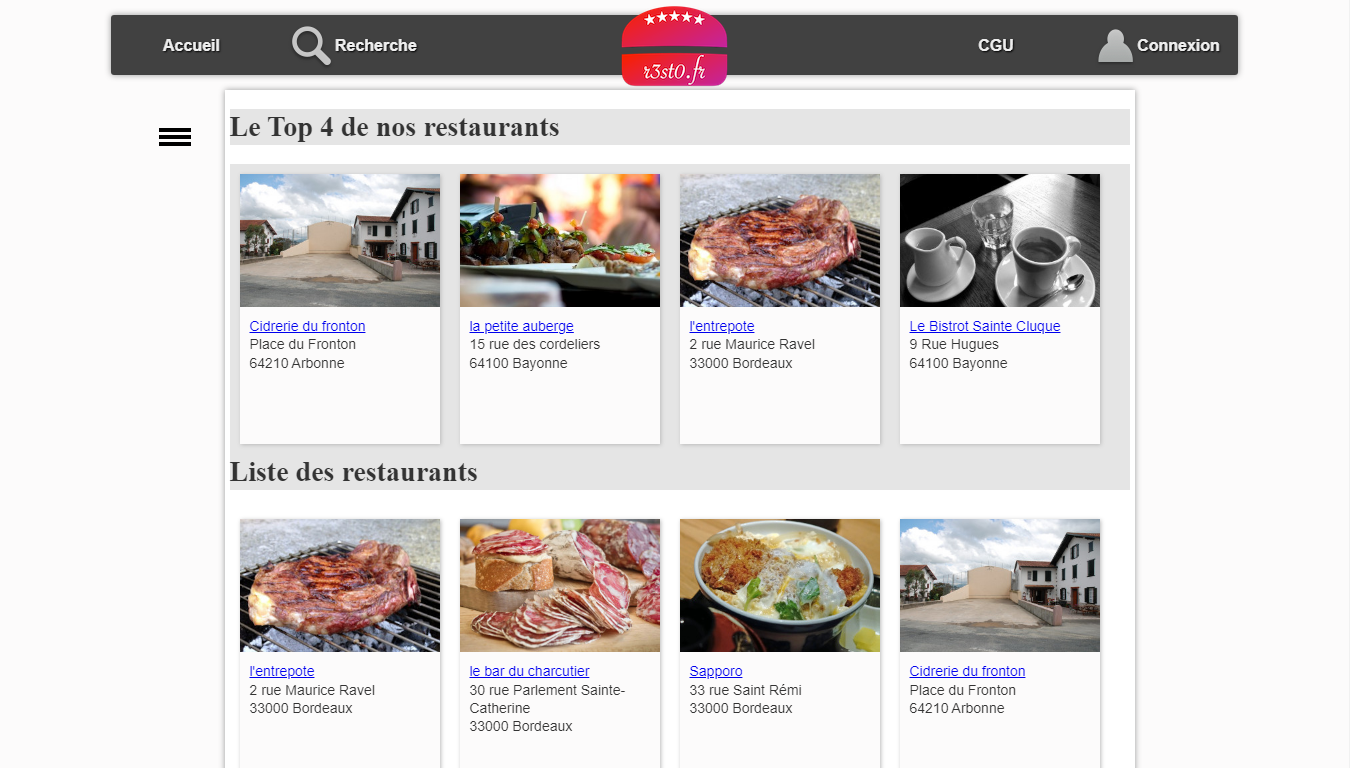 Accueil
Recherche
r3st0.fr
CGU
Connexion
Le Top 4 de nos restaurants
Cidrerie du fronton
Place du Fronton
64210 Arbonne
la petite auberge
15 rue des cordeliers
64100 Bayonne
l'entrepote
2 rue Maurice Ravel
33000 Bordeaux
Le Bistrot Sainte Cluque
9 Rue Hugues
64100 Bayonne
Liste des restaurants
l'entrepote
2 rue Maurice Ravel
33000 Bordeaux
le bar du charcutier
30 rue Parlement Sainte-
Catherine
33000 Bordeaux
Sapporo
33 rue Saint Rémi
33000 Bordeaux
Cidrerie du fronton
Place du Fronton
64210 Arbonne